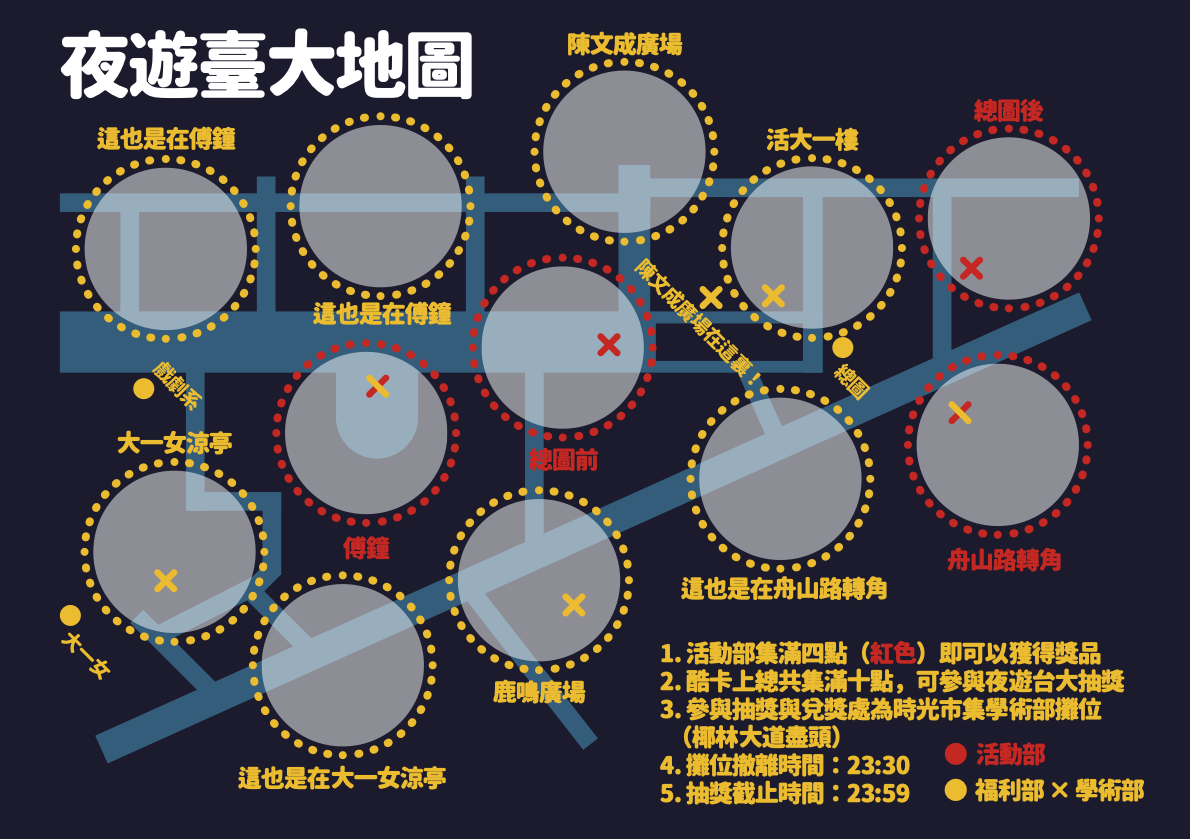 夜遊臺大地圖
陳文成廣場
總圖後
這也是在傅鐘
活大一樓
這也是在傅鐘
陳文成廣場在這裏！
戲劇系
總圖
大一女涼亭
總圖前
傅鐘
舟山路轉角
這也是在舟山路轉角
大一女
鹿鳴廣場
這也是在大一女涼亭
1. 活動部集滿四點（紅色）即可以獲得獎品
2. 酷卡上總共集滿十點，可參與夜遊台大抽獎
3. 參與抽獎與兌獎處為時光市集學術部攤位
（椰林大道盡頭）
4. 攤位撤離時間：23:30
5. 抽獎截止時間：23:59
活動部
福利部 × 學術部